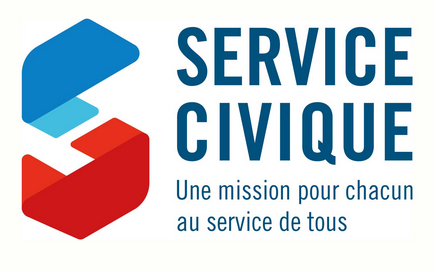 SERVICE
CIVIQUE
Une mission pour chacun
au service de tous